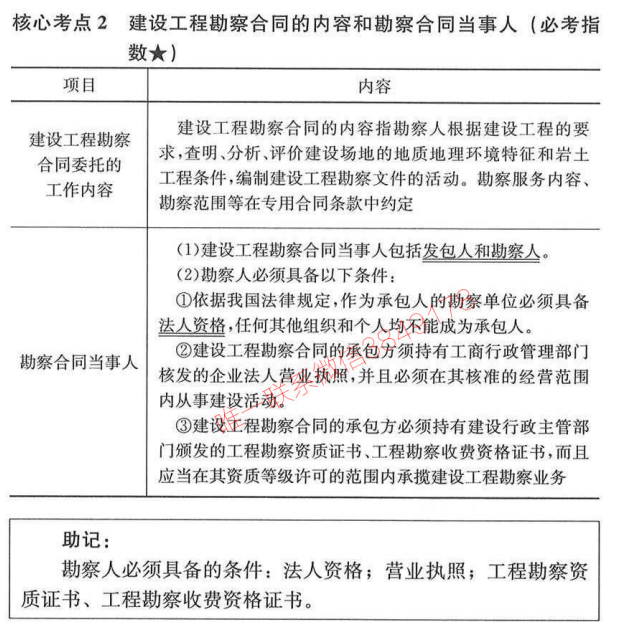 核心考点2 建设工程勘察合同的内容和勘察合同当事人（必考指
数★）
项目 内容
建设工程勘察
合同委托的
工作内容
建设工程勘察合同的内容指勘察人根据建设工程的要
求,查明、分析、评价建设场地的地质地理环境特征和岩土
工程条件,编制建设工程勘察文件的活动。勘察服务内容、
勘察范围等在专用合同条款中约定
勘察合同当事人
(1)建设工程勘察合同当事人包括发包人和勘察人。
(2)勘察人必须具备以下条件:
①依据我国法律规定,作为承包人的勘察单位必须具备
法人资格,任何其他组织和个人均不能成为承包人。
②建设工程勘察合同的承包方须持有工商行政管理部门
核发的企业法人营业执照,并且必须在其核准的经营范围
内从事建设活动。
③建设工程勘察合同的承包方必须持有建设行政主管部
门颁发的工程勘察资质证书、工程勘察收费资格证书,而且
应当在其资质等级许可的范围内承揽建设工程勘察业务
助记：
勘察人必须具备的条件：法人资格；营业执照；工程勘察资
质证书、工程勘察收费资格证书。